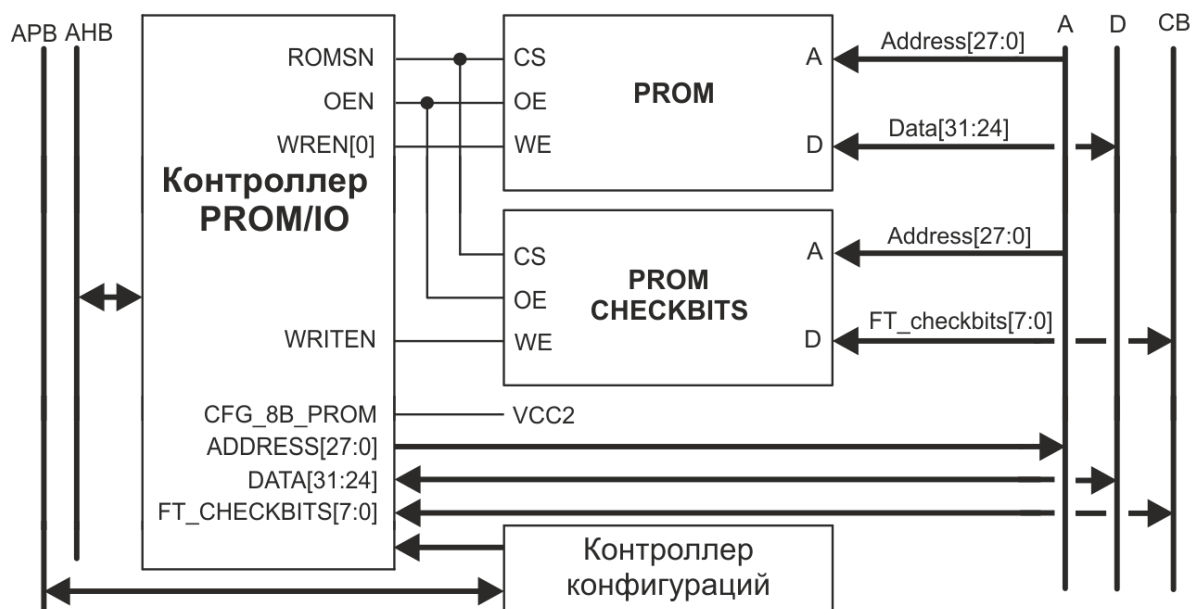 APB AHB
A D CB
ROMSN
OEN
WREN[0]
Контроллер
PROM/IO
WRITEN
CFG_8B_PROM
ADDRESS[27:0]
DATA[31:24]
FT_CHECKBITS[7:0]
CS
OE
WE
PROM
A
D
Address[27:0]
Data[31:24]
CS
OE
WE
PROM
CHECKBITS
A
D
Address[27:0]
FT_checkbits[7:0]
VCC2
Контроллер
конфигураций